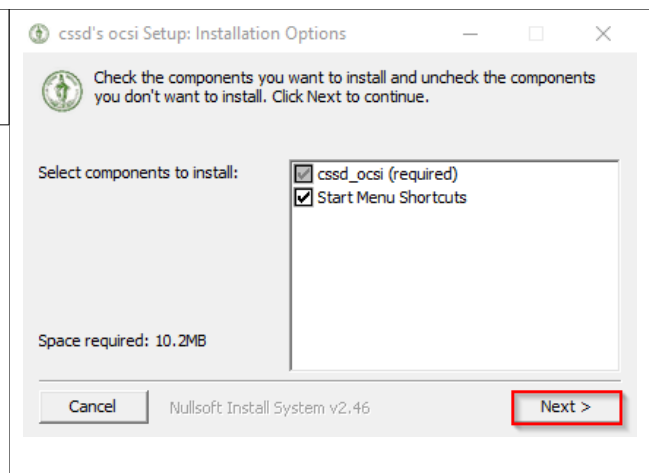 cssd's ocsi Setup: Installation Options
Check the components you want to install and uncheck the components
you don't want to install. Click Next to continue.
Select components to install:
cssd_ocsi (required)
Start Menu Shortcuts
Space required: 10.2MB
Cancel
Nullsoft Install System v2.46
Next >